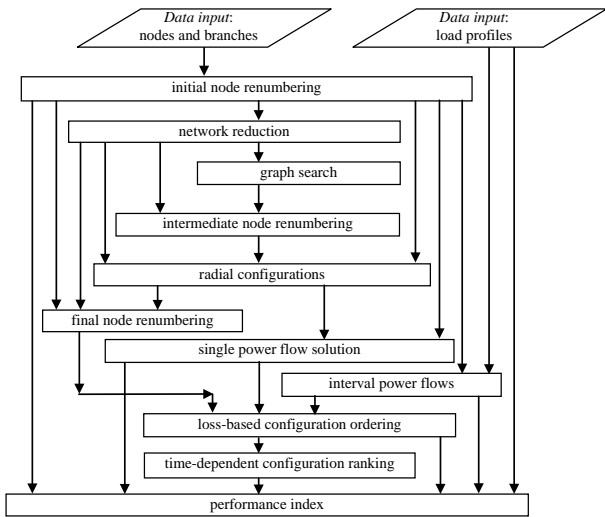 Data input:
nodes and branches
Data input:
load profiles
initial node renumbering
network reduction
graph search
intermediate node renumbering
radial configurations
final node renumbering
single power flow solution
interval power flows
loss-based configuration ordering
time-dependent configuration ranking
performance index